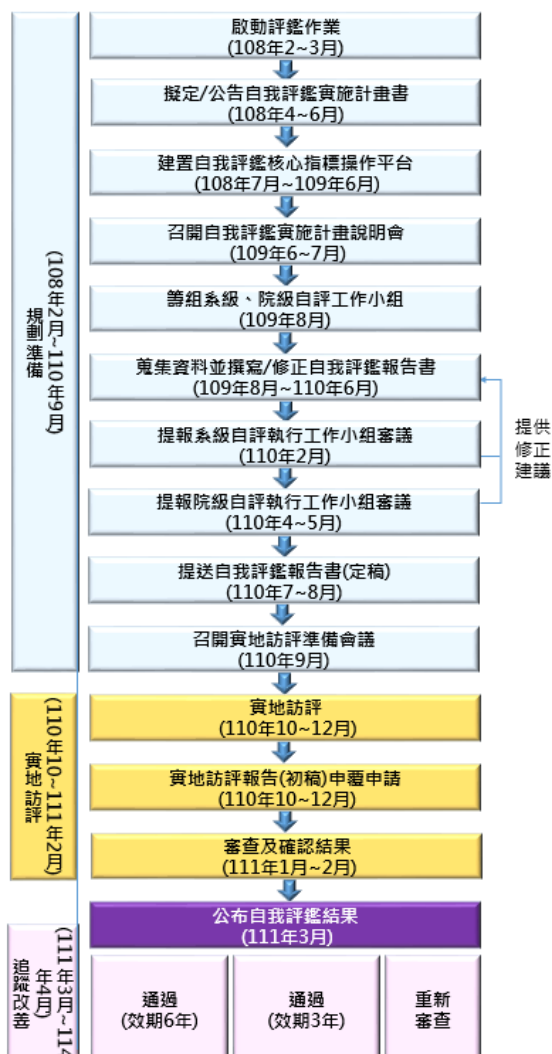 啟動評鑑作業
(108年2~3月)
擬定/公告自我評鑑實施計畫書
(108年4~6月)
建置自我評鑑核心指標操作平台
(108年7月~109年6月)
召開自我評鑑實施計畫說明會
(109年6~7月)
籌組系級、院級自評工作小組
(109年8月)
蒐集資料並撰寫/修正自我評鑑報告書
(109年8月~110年6月)
提報系級自評執行工作小組審議
(110年2月)
提報院級自評執行工作小組審議
(110年4~5月)
提送自我評鑑報告書(定稿)
(110年7~8月)
召開實地訪評準備會議
(110年9月)
(108年2月~110年9月)
規劃準備
提供
修正
建議
實地訪評
(110年10~12月)
實地訪評報告(初稿)申覆申請
(110年10~12月)
審查及確認結果
(111年1月~2月)
(110年10~111年2月)
實地訪評
公布自我評鑑結果
(111年3月)
(111年3月~114
年4月)
追蹤改善
通過
(效期6年)
通過
(效期3年)
重新
審查